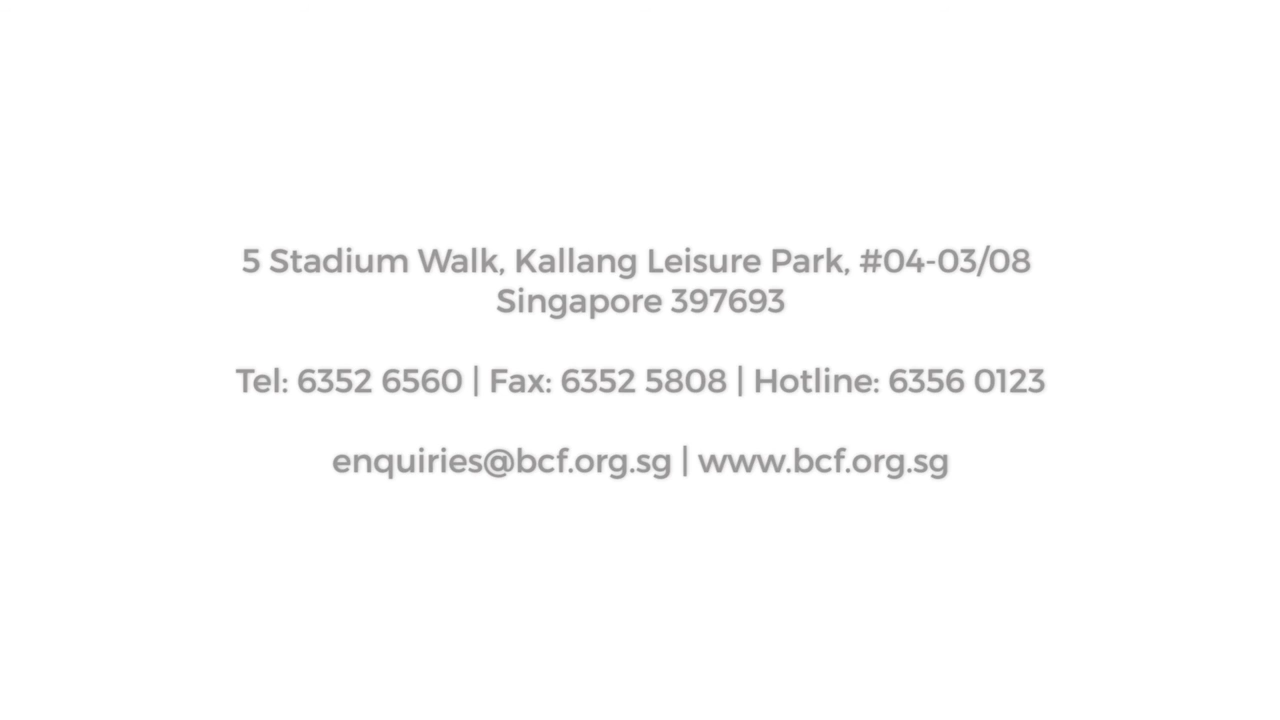 5 Stadium Walk, Kallang Leisure Park, #04-03/08
Singapore 397693
Tel: 6352 6560 | Fax: 6352 5808 | Hotline: 6356 0123
enquiries@bcf.org.sg | www.bcf.org.sg